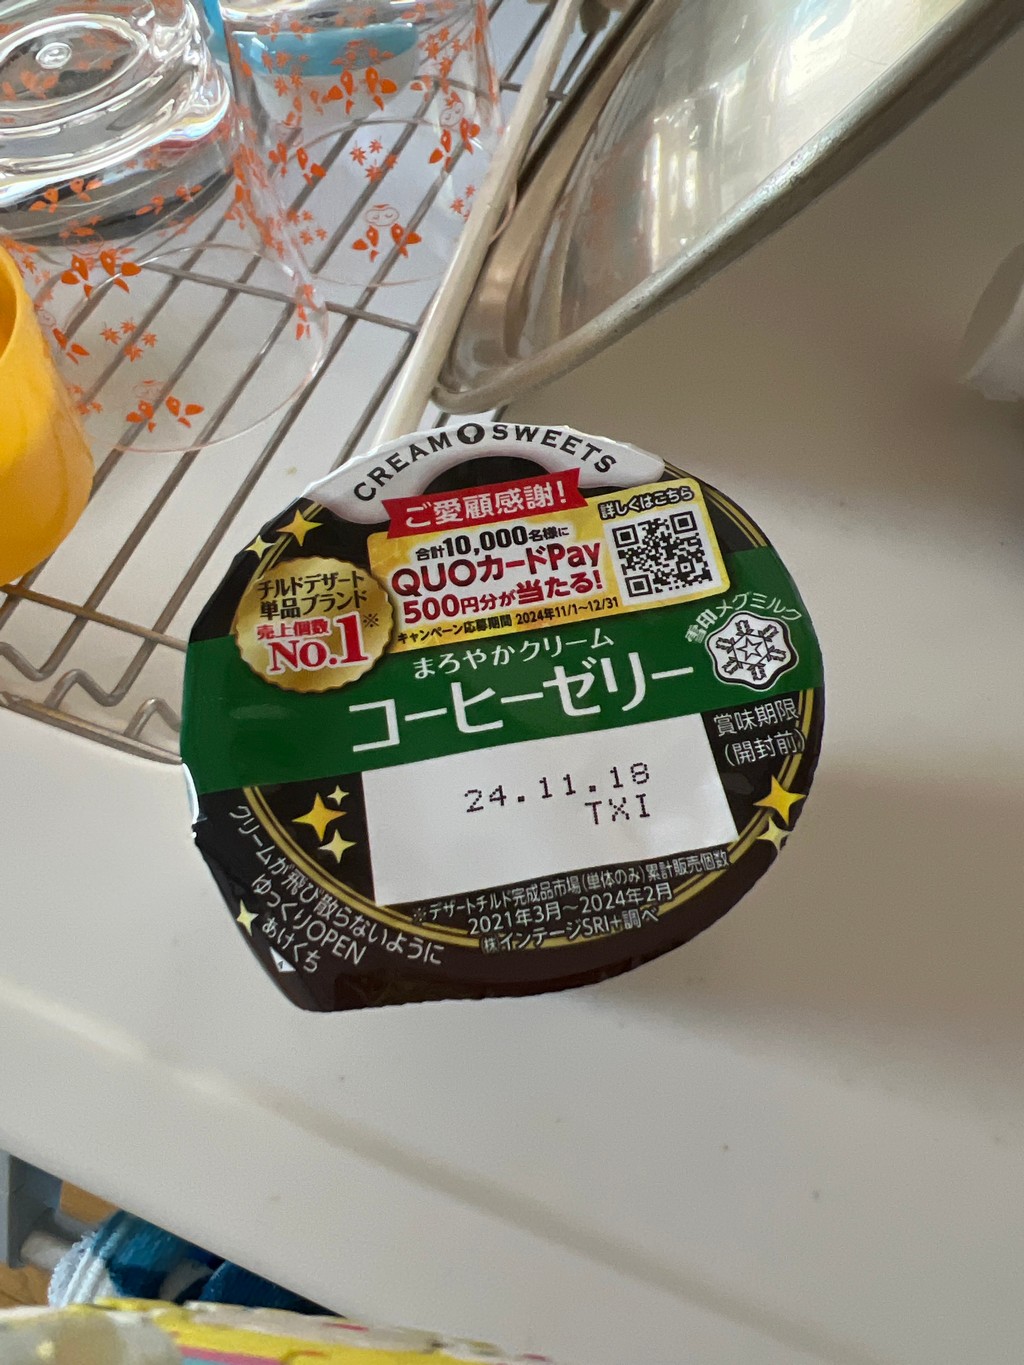 CREAM SWEETS
ご愛顧感謝!
合計10,000名様に
QUOカードPay
500円分が当たる!
キャンペーン応募期間 2024年11/1~12/31
詳しくはこちら
チルドデザート
単品ブランド
売上個数※
No.1
雪印メグミルク
まろやかクリーム
コーヒーゼリー
賞味期限
(開封前)
24.11.18
TXI
※デザートチルド完成品市場(単体のみ)累計販売個数
2021年3月~2024年2月
㈱インテージSRI+調べ
クリームが飛び散らないように
ゆっくりOPEN
あけくち